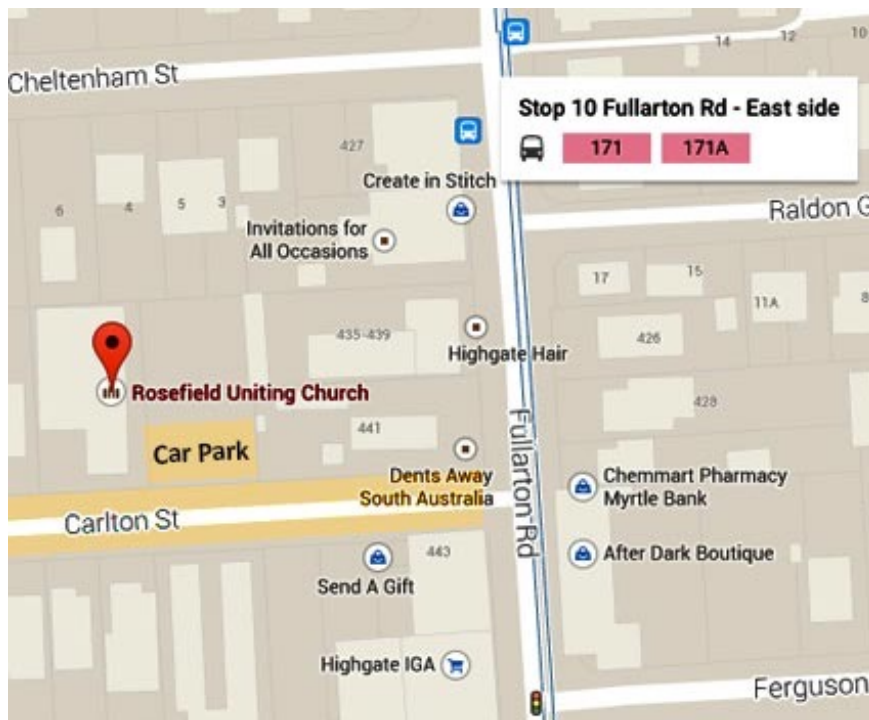 14
12
10
Cheltenham St
Stop 10 Fullarton Rd - East side
171 171A
427
Create in Stitch
6
4
5
3
Raldon G
Invitations for
All Occasions
17
15
11A
8
435-439
426
Highgate Hair
Rosefield Uniting Church
428
Car Park
441
Fullarton Rd
Dents Away
South Australia
Chemmart Pharmacy
Myrtle Bank
Carlton St
443
After Dark Boutique
Send A Gift
Highgate IGA
Ferguson